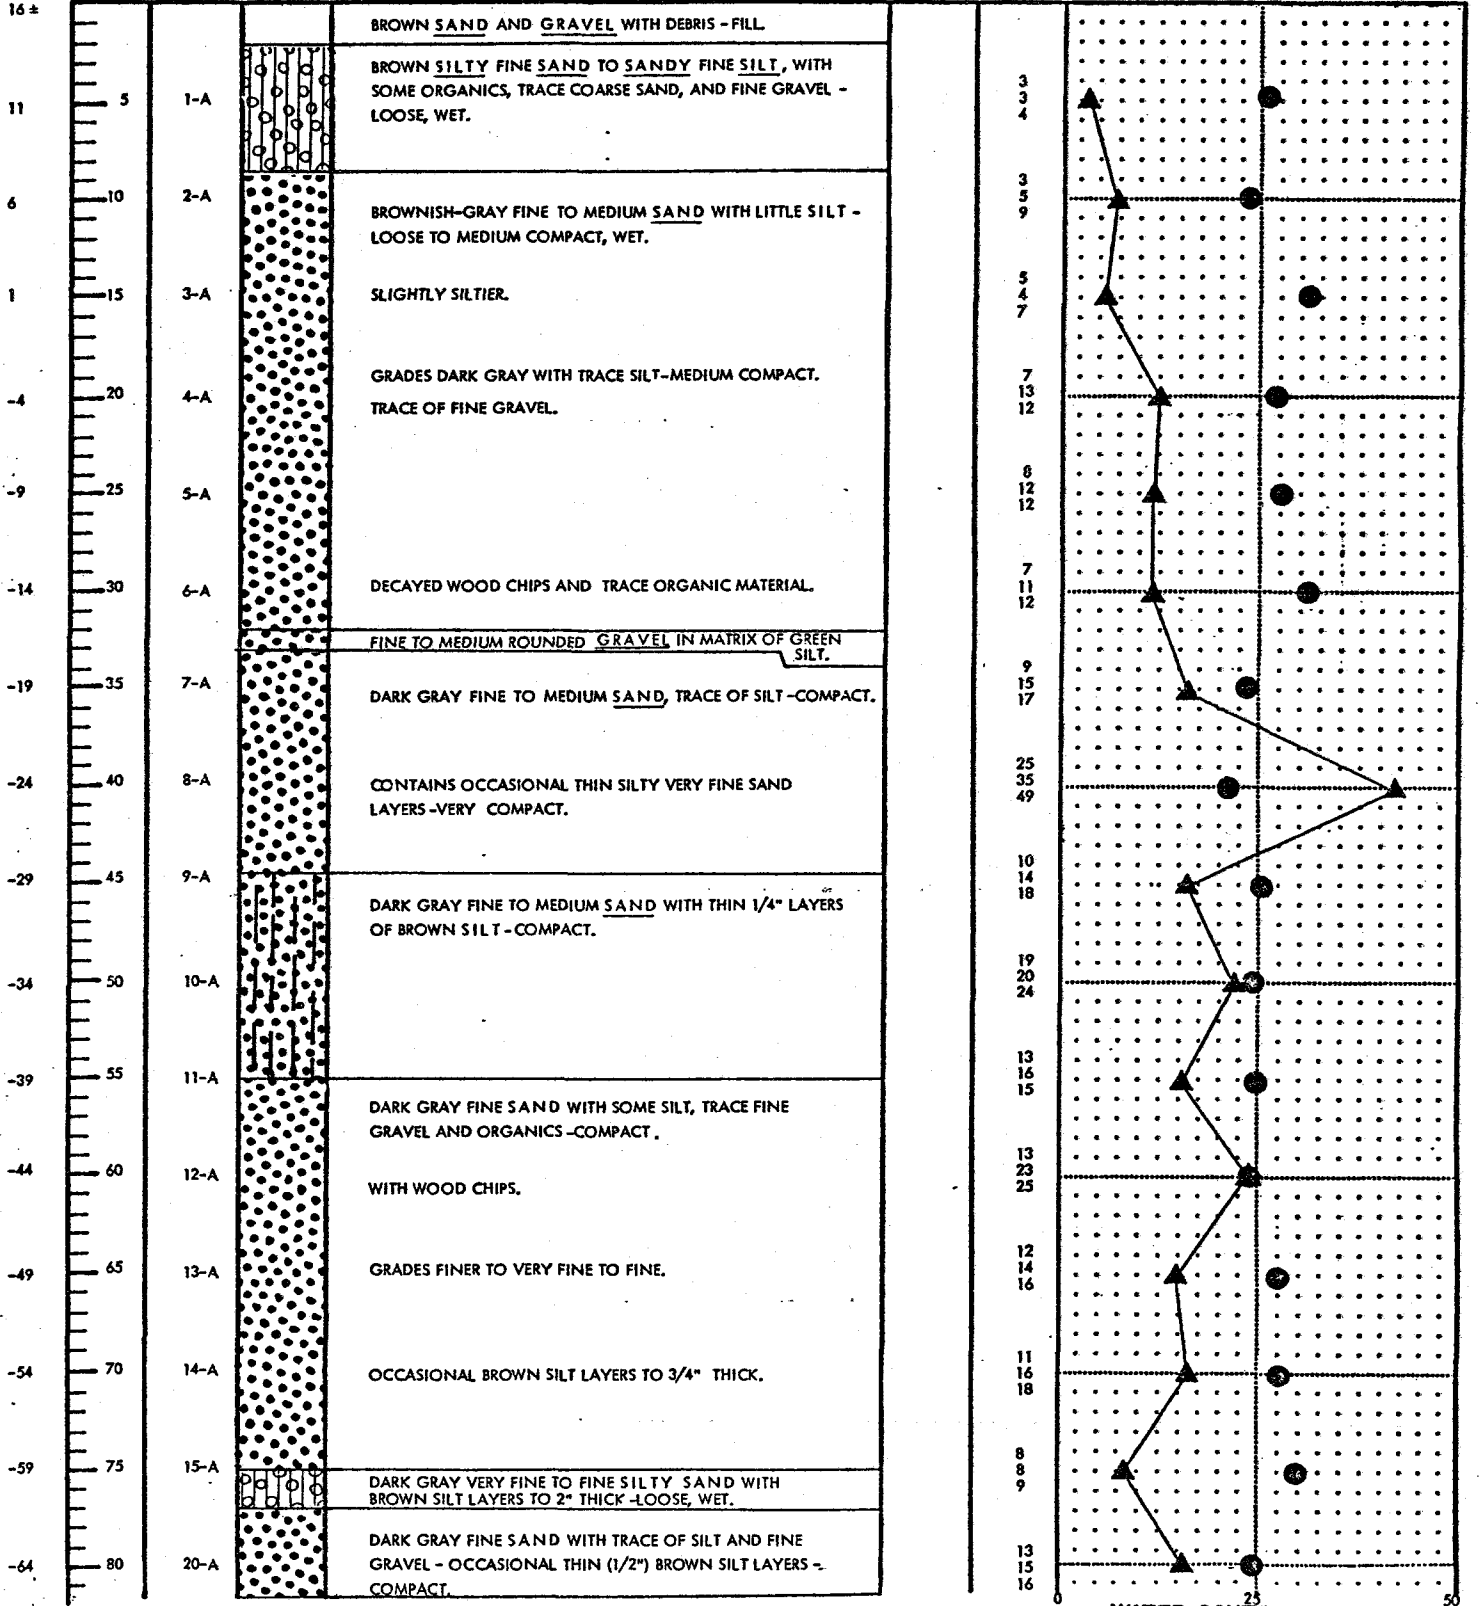 16 ±
BROWN SAND AND GRAVEL WITH DEBRIS - FILL.
BROWN SILTY FINE SAND TO SANDY FINE SILT, WITH
SOME ORGANICS, TRACE COARSE SAND, AND FINE GRAVEL -
LOOSE, WET.
11 5 1-A 3 3 4
6 10 2-A 3 5 9
BROWNISH-GRAY FINE TO MEDIUM SAND WITH LITTLE SILT -
LOOSE TO MEDIUM COMPACT, WET.
1 15 3-A SLIGHTLY SILTIER. 5 4 7
GRADES DARK GRAY WITH TRACE SILT-MEDIUM COMPACT.
-4 20 4-A 7 13 12
TRACE OF FINE GRAVEL.
-9 25 5-A 8 12 12
-14 30 6-A DECAYED WOOD CHIPS AND TRACE ORGANIC MATERIAL. 7 11 12
FINE TO MEDIUM ROUNDED GRAVEL IN MATRIX OF GREEN
SILT.
-19 35 7-A DARK GRAY FINE TO MEDIUM SAND, TRACE OF SILT-COMPACT. 9 15 17
-24 40 8-A CONTAINS OCCASIONAL THIN SILTY VERY FINE SAND 25 35 49
LAYERS-VERY COMPACT.
-29 45 9-A 10 14 18
DARK GRAY FINE TO MEDIUM SAND WITH THIN 1/4" LAYERS
OF BROWN SILT-COMPACT.
-34 50 10-A 19 20 24
-39 55 11-A 13 16 15
DARK GRAY FINE SAND WITH SOME SILT, TRACE FINE
GRAVEL AND ORGANICS-COMPACT.
-44 60 12-A 13 23 25
WITH WOOD CHIPS.
-49 65 13-A GRADES FINER TO VERY FINE TO FINE. 12 14 16
-54 70 14-A OCCASIONAL BROWN SILT LAYERS TO 3/4" THICK. 11 16 18
-59 75 15-A 8 8 9
DARK GRAY VERY FINE TO FINE SILTY SAND WITH
BROWN SILT LAYERS TO 2" THICK-LOOSE, WET.
DARK GRAY FINE SAND WITH TRACE OF SILT AND FINE
-64 80 20-A GRAVEL - OCCASIONAL THIN (1/2") BROWN SILT LAYERS - 13 15 16
COMPACT.
0 25 50